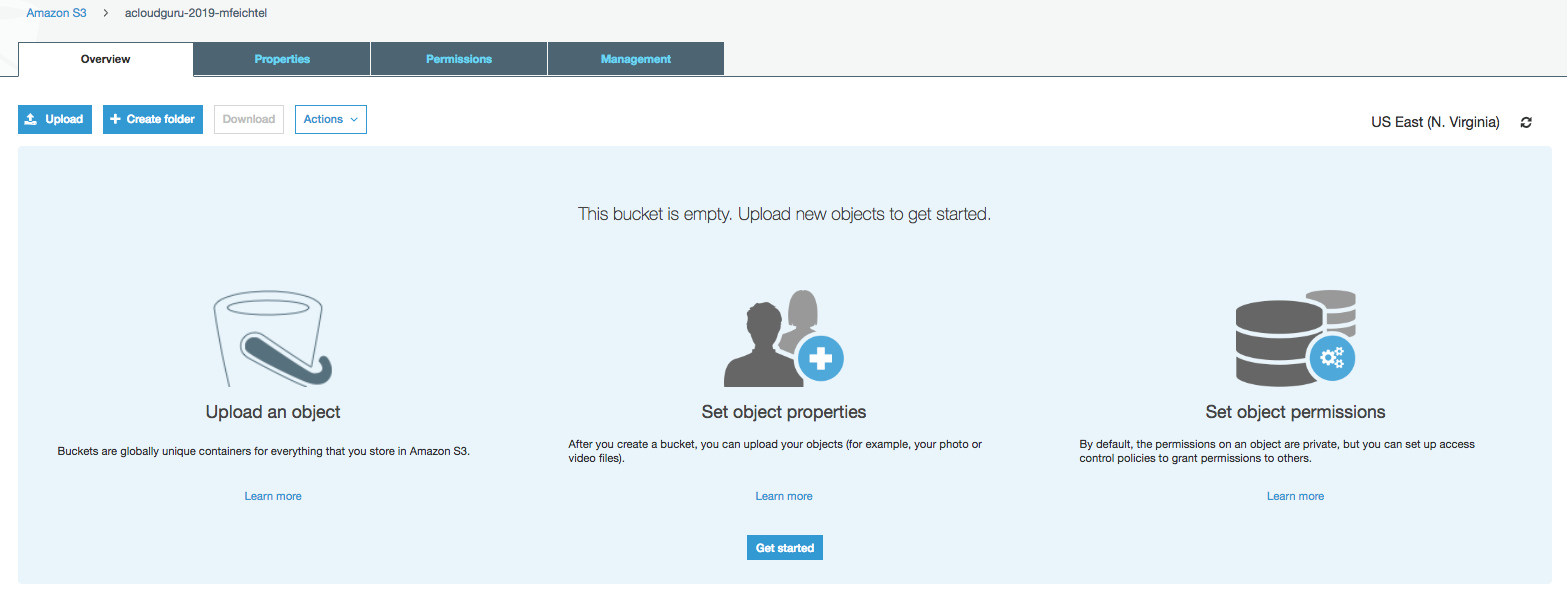 Amazon S3 > acloudguru-2019-mfeichtel
Overview Properties Permissions Management
Upload Create folder Download Actions US East (N. Virginia)
This bucket is empty. Upload new objects to get started.
Upload an object
Buckets are globally unique containers for everything that you store in Amazon S3.
Learn more
Set object properties
After you create a bucket, you can upload your objects (for example, your photo or
video files).
Learn more
Set object permissions
By default, the permissions on an object are private, but you can set up access
control policies to grant permissions to others.
Learn more
Get started